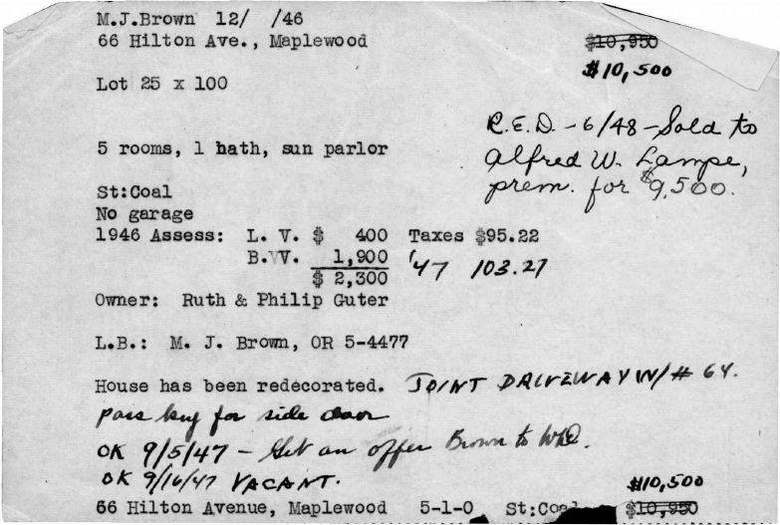 M.J.Brown 12/ /46
66 Hilton Ave., Maplewood $10,950
$10,500
Lot 25 x 100
R.E.D. - 6/48 - Sold to
Alfred W. Lampe,
prem. for $9,500.
5 rooms, 1 bath, sun parlor
St:Coal
No garage
1946 Assess: L. V. $ 400 Taxes $95.22
B. V. 1,900 '47 103.27
$ 2,300
Owner: Ruth & Philip Guter
L.B.: M. J. Brown, OR 5-4477
House has been redecorated. JOINT DRIVEWAY W/ # 64.
pass key for side door
OK 9/5/47 - Get an offer Brown to
OK 9/16/47 VACANT.
$10,500
66 Hilton Avenue, Maplewood 5-1-0 St:Coal $10,950